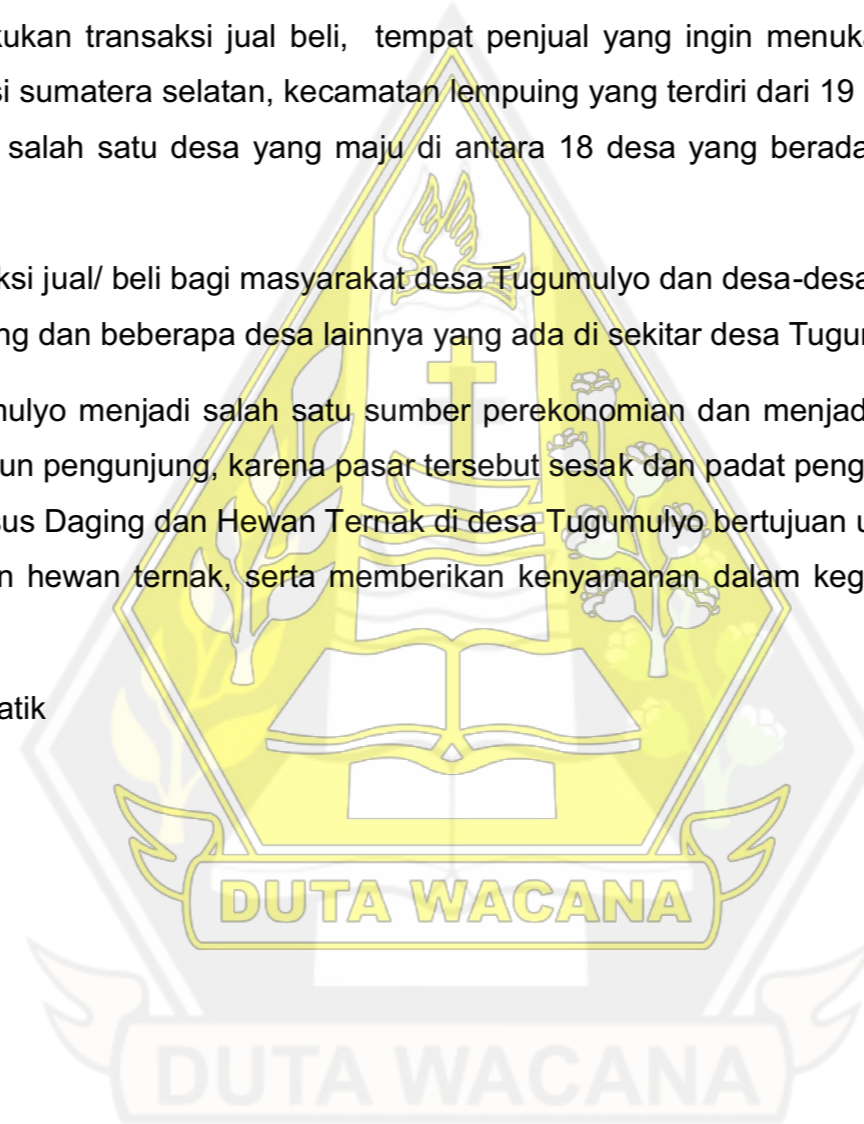 kukan transaksi jual beli, tempat penjual yang ingin menuka
si sumatera selatan, kecamatan lempuing yang terdiri dari 19
salah satu desa yang maju di antara 18 desa yang berada
ksi jual/ beli bagi masyarakat desa Tugumulyo dan desa-desa
ng dan beberapa desa lainnya yang ada di sekitar desa Tugu
mulyo menjadi salah satu sumber perekonomian dan menjad
un pengunjung, karena pasar tersebut sesak dan padat peng
sus Daging dan Hewan Ternak di desa Tugumulyo bertujuan u
n hewan ternak, serta memberikan kenyamanan dalam keg
atik
DUTA WACANA
DUTA WACANA